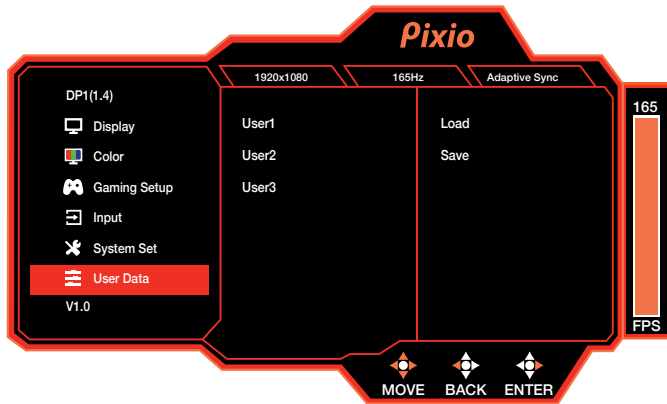 Pixio
1920x1080
165Hz
Adaptive Sync
DP1(1.4)
Display
Color
Gaming Setup
Input
System Set
User Data
V1.0
User1
User2
User3
Load
Save
165
FPS
MOVE
BACK
ENTER